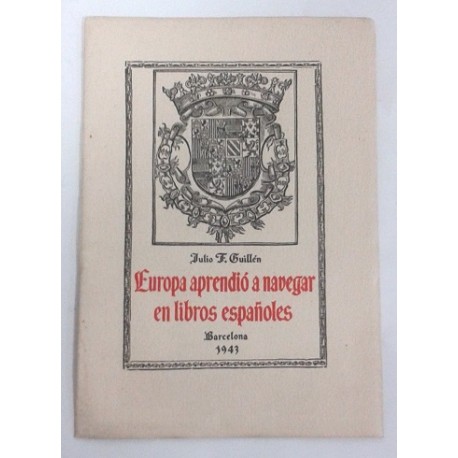 Julio F. Guillén
Europa aprendió a navegar
en libros españoles
Barcelona
1943